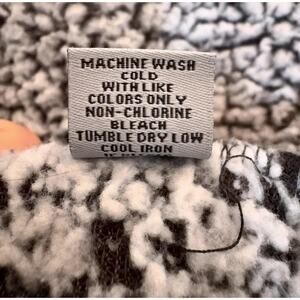 MACHINE WASH
COLD
WITH LIKE
COLORS ONLY
NON-CHLORINE
BLEACH
TUMBLE DRY LOW
COOL IRON